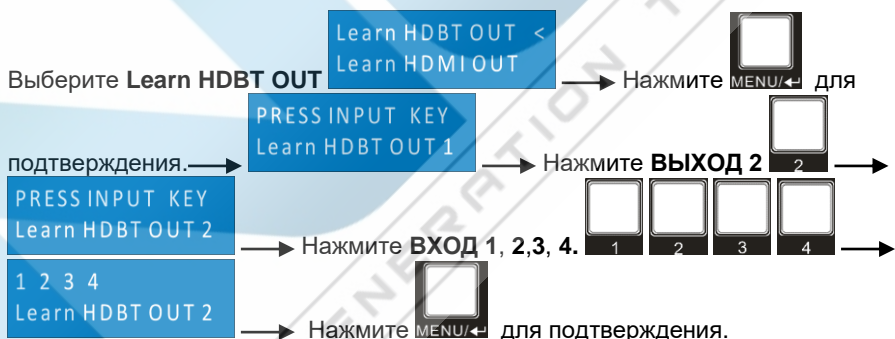 Learn HDBT OUT <
Learn HDMI OUT
Выберите Learn HDBT OUT Нажмите MENU/↵ для
PRESS INPUT KEY
Learn HDBT OUT 1
подтверждения. Нажмите ВЫХОД 2 2
PRESS INPUT KEY
Learn HDBT OUT 2
Нажмите ВХОД 1, 2,3, 4. 1 2 3 4
1 2 3 4
Learn HDBT OUT 2
Нажмите MENU/↵ для подтверждения.